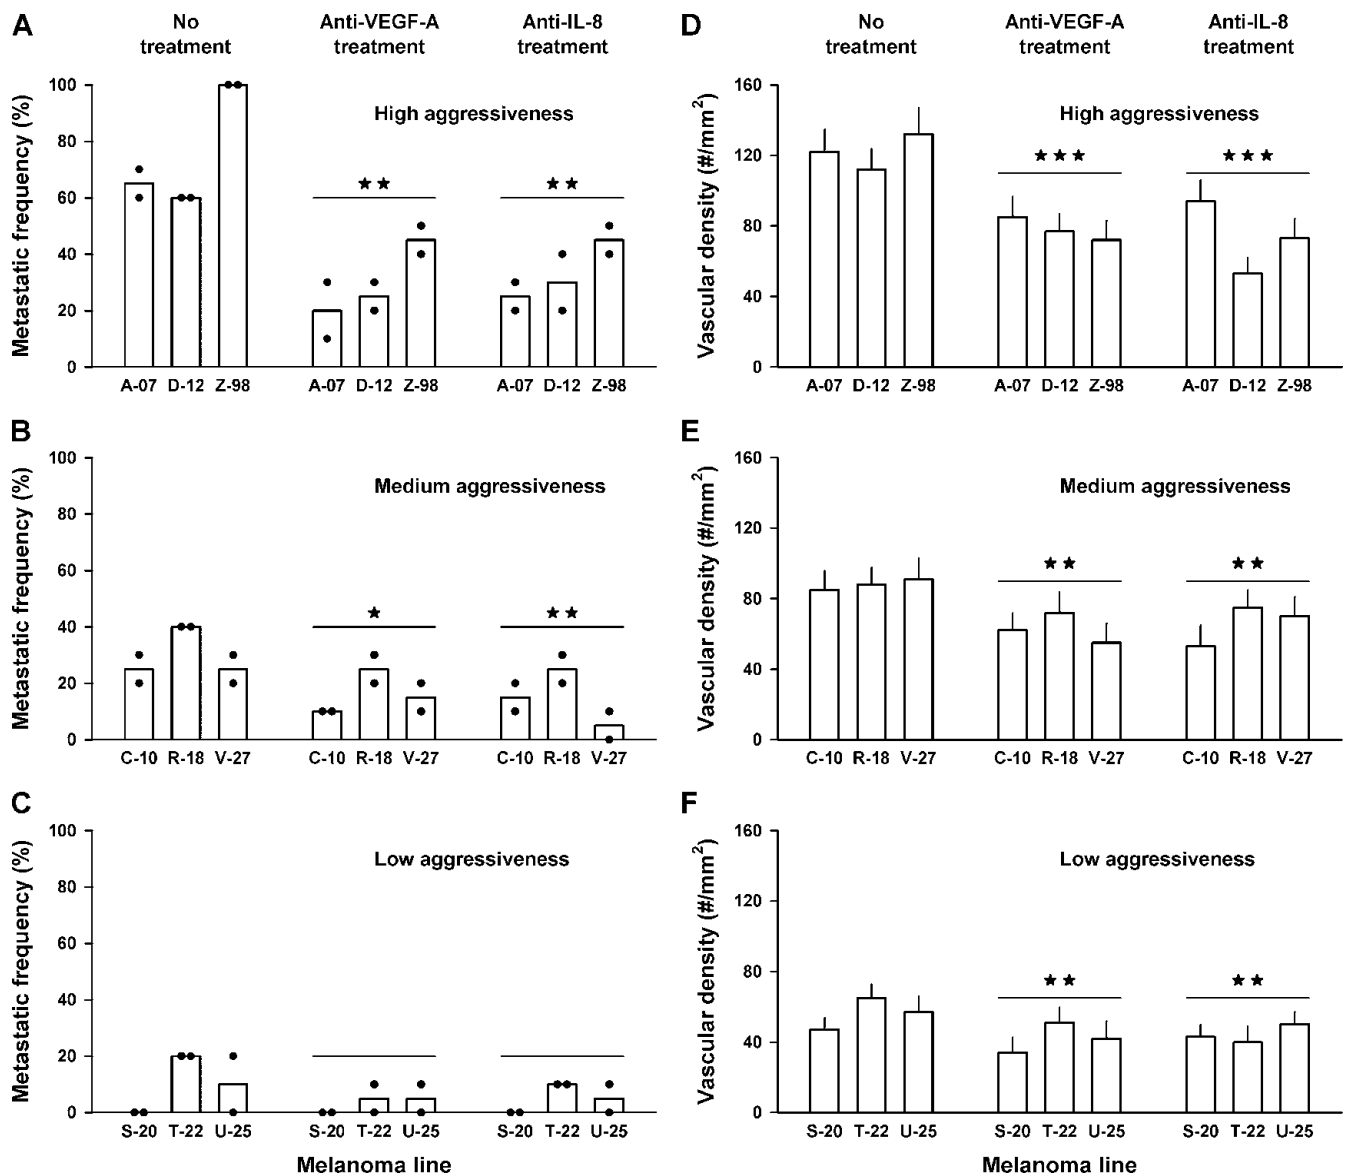 A
No
treatment
Anti-VEGF-A
treatment
Anti-IL-8
treatment
High aggressiveness
Metastatic frequency (%)
100
80
60
40
20
0
★★
★★
A-07 D-12 Z-98 A-07 D-12 Z-98 A-07 D-12 Z-98
B
Medium aggressiveness
Metastatic frequency (%)
100
80
60
40
20
0
★
★★
C-10 R-18 V-27 C-10 R-18 V-27 C-10 R-18 V-27
C
Low aggressiveness
Metastatic frequency (%)
100
80
60
40
20
0
S-20 T-22 U-25 S-20 T-22 U-25 S-20 T-22 U-25
Melanoma line
D
No
treatment
Anti-VEGF-A
treatment
Anti-IL-8
treatment
High aggressiveness
Vascular density (#/mm²)
160
120
80
40
0
★★★
★★★
A-07 D-12 Z-98 A-07 D-12 Z-98 A-07 D-12 Z-98
E
Medium aggressiveness
Vascular density (#/mm²)
160
120
80
40
0
★★
★★
C-10 R-18 V-27 C-10 R-18 V-27 C-10 R-18 V-27
F
Low aggressiveness
Vascular density (#/mm²)
160
120
80
40
0
★★
★★
S-20 T-22 U-25 S-20 T-22 U-25 S-20 T-22 U-25
Melanoma line